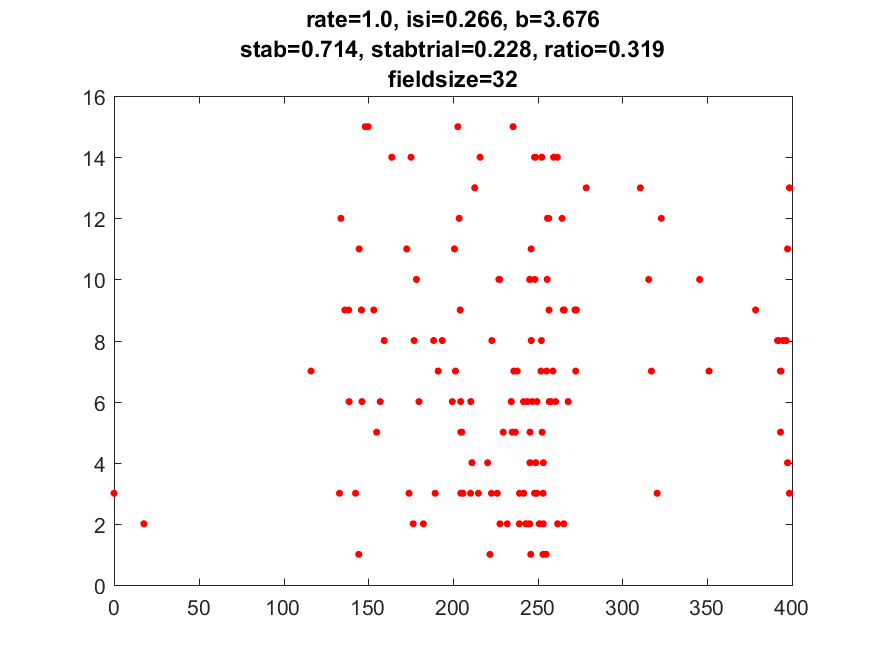 rate=1.0, isi=0.266, b=3.676
stab=0.714, stabtrial=0.228, ratio=0.319
fieldsize=32
16
14
12
10
8
6
4
2
0
0 50 100 150 200 250 300 350 400